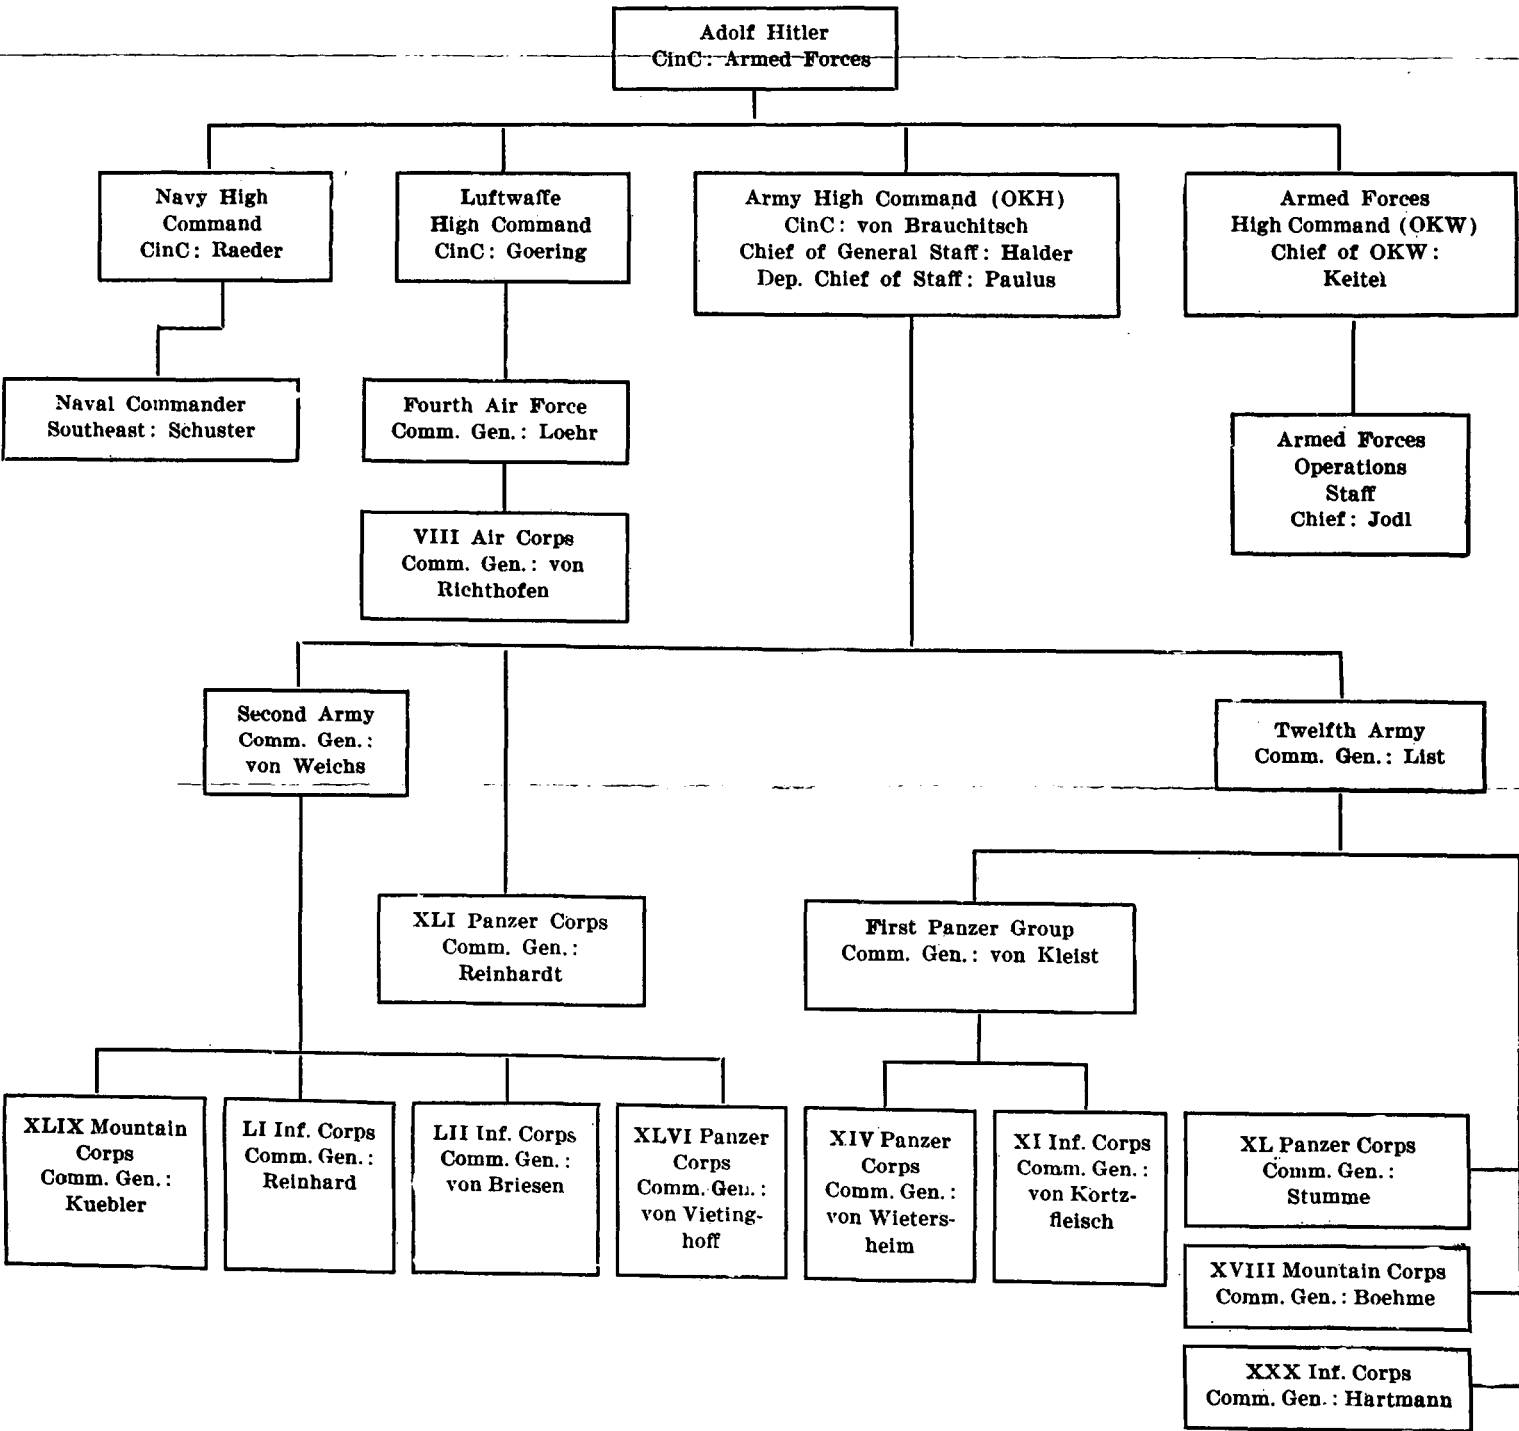 Adolf Hitler
CinC: Armed Forces
Navy High
Command
CinC: Raeder
Luftwaffe
High Command
CinC: Goering
Army High Command (OKH)
CinC: von Brauchitsch
Chief of General Staff: Halder
Dep. Chief of Staff: Paulus
Armed Forces
High Command (OKW)
Chief of OKW:
Keitel
Naval Commander
Southeast: Schuster
Fourth Air Force
Comm. Gen.: Loehr
Armed Forces
Operations
Staff
Chief: Jodl
VIII Air Corps
Comm. Gen.: von
Richthofen
Second Army
Comm. Gen.:
von Weichs
Twelfth Army
Comm. Gen.: List
XLI Panzer Corps
Comm. Gen.:
Reinhardt
First Panzer Group
Comm. Gen.: von Kleist
XLIX Mountain
Corps
Comm. Gen.:
Kuebler
LI Inf. Corps
Comm. Gen.:
Reinhard
LII Inf. Corps
Comm. Gen.:
von Briesen
XLVI Panzer
Corps
Comm. Gen.:
von Vieting-
hoff
XIV Panzer
Corps
Comm. Gen.:
von Wieters-
heim
XI Inf. Corps
Comm. Gen.:
von Kortz-
fleisch
XL Panzer Corps
Comm. Gen.:
Stumme
XVIII Mountain Corps
Comm. Gen.: Boehme
XXX Inf. Corps
Comm. Gen.: Hartmann